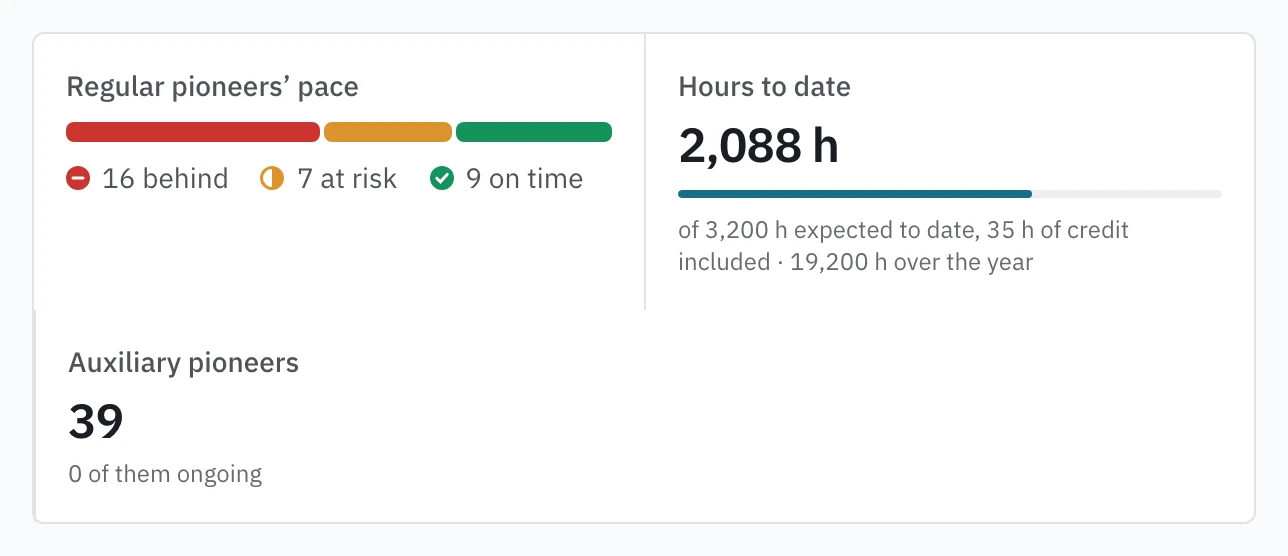 Regular pioneers’ pace
16 behind 7 at risk 9 on time
Hours to date
2,088 h
of 3,200 h expected to date, 35 h of credit
included · 19,200 h over the year
Auxiliary pioneers
39
0 of them ongoing